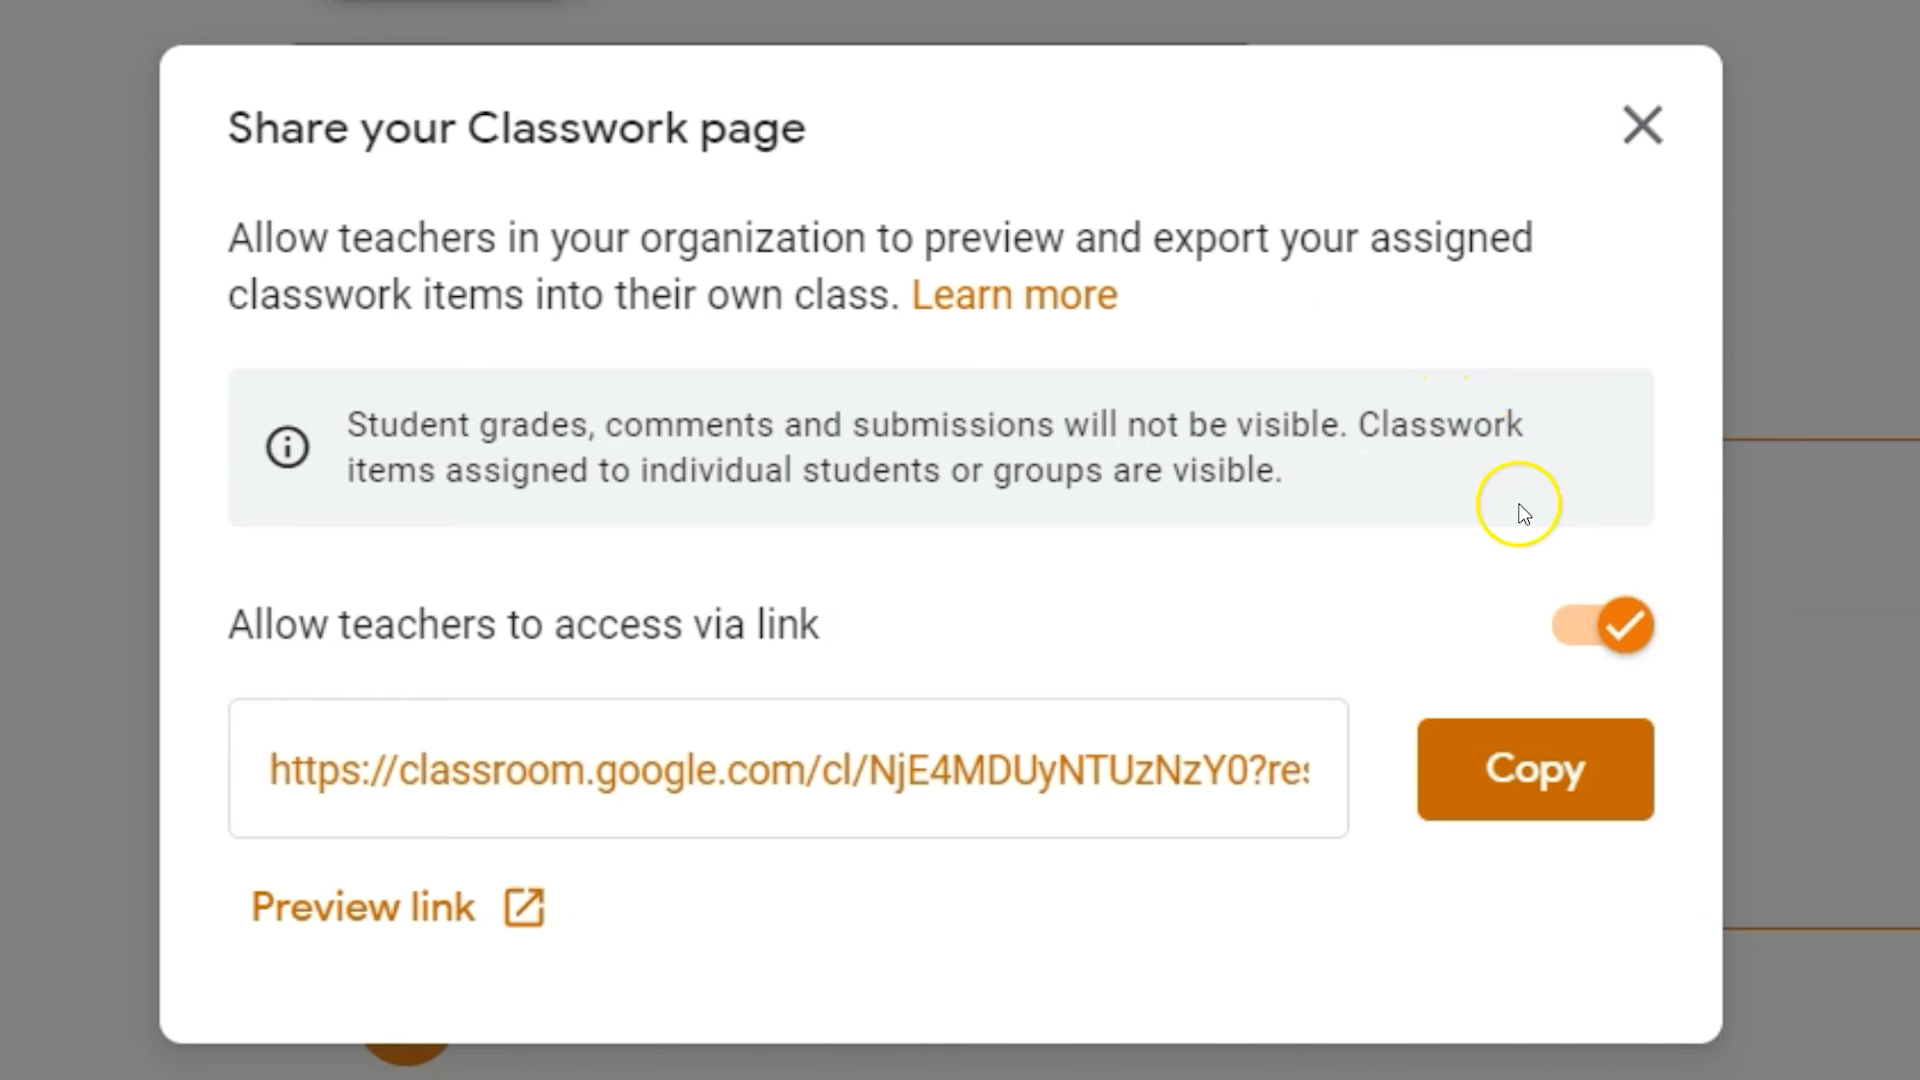 Share your Classwork page
Allow teachers in your organization to preview and export your assigned
classwork items into their own class. Learn more
Student grades, comments and submissions will not be visible. Classwork
items assigned to individual students or groups are visible.
Allow teachers to access via link
https://classroom.google.com/cl/NjE4MDUyNTUzNzY0?res
Copy
Preview link